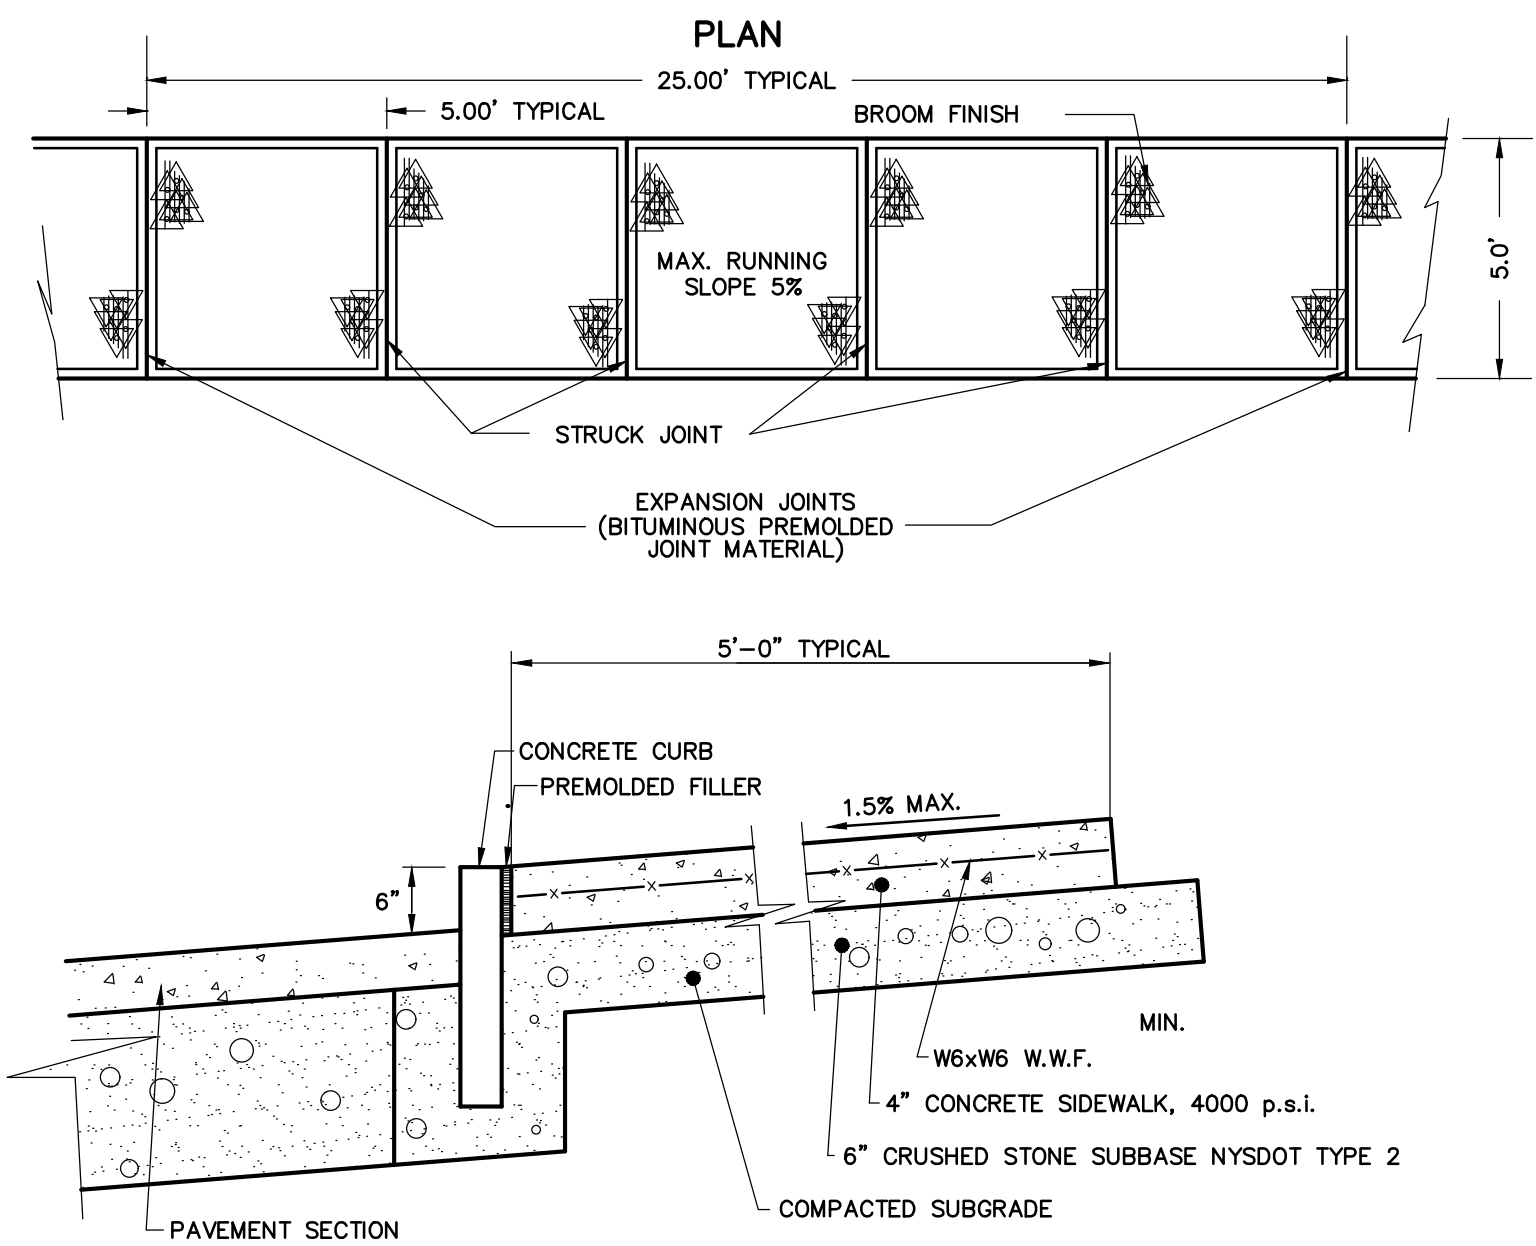 PLAN
25.00' TYPICAL
5.00' TYPICAL
BROOM FINISH
MAX. RUNNING
SLOPE 5%
5.0'
STRUCK JOINT
EXPANSION JOINTS
(BITUMINOUS PREMOLDED
JOINT MATERIAL)
5'-0" TYPICAL
CONCRETE CURB
PREMOLDED FILLER
1.5% MAX.
6"
MIN.
W6xW6 W.W.F.
4" CONCRETE SIDEWALK, 4000 p.s.i.
6" CRUSHED STONE SUBBASE NYSDOT TYPE 2
COMPACTED SUBGRADE
PAVEMENT SECTION